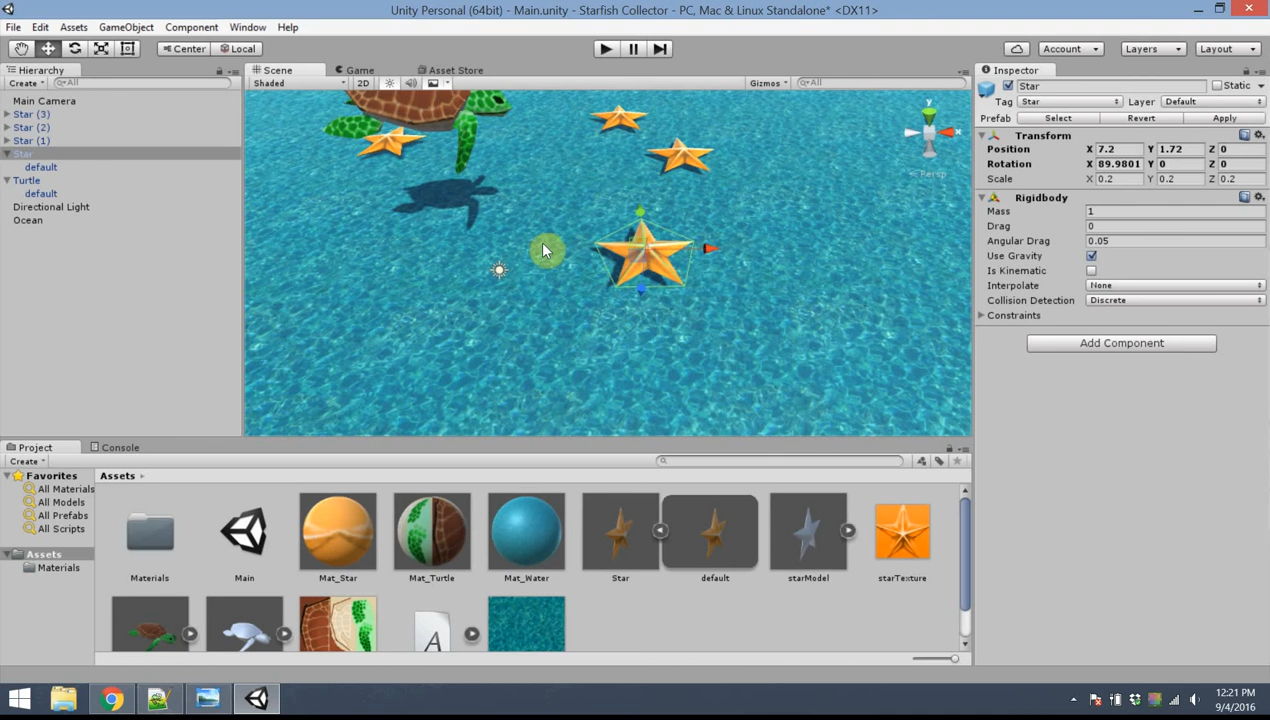 Unity Personal (64bit) - Main.unity - Starfish Collector - PC, Mac & Linux Standalone* <DX11>
File Edit Assets GameObject Component Window Help
Center Local Account Layers Layout
Hierarchy Scene Game Asset Store Inspector
Create All Shaded 2D Gizmos All Star Static
Main Camera
Star (3)
Star (2)
Star (1)
Star
default
Turtle
default
Directional Light
Ocean
y
x
Persp
Tag Star Layer Default
Prefab Select Revert Apply
Transform
Position X 7.2 Y 1.72 Z 0
Rotation X 89.9801 Y 0 Z 0
Scale X 0.2 Y 0.2 Z 0.2
Rigidbody
Mass 1
Drag 0
Angular Drag 0.05
Use Gravity
Is Kinematic
Interpolate None
Collision Detection Discrete
Constraints
Add Component
Project Console
Create
Favorites
All Materials
All Models
All Prefabs
All Scripts
Assets
Materials
Assets
Materials Main Mat_Star Mat_Turtle Mat_Water Star default starModel starTexture
A
12:21 PM
9/4/2016